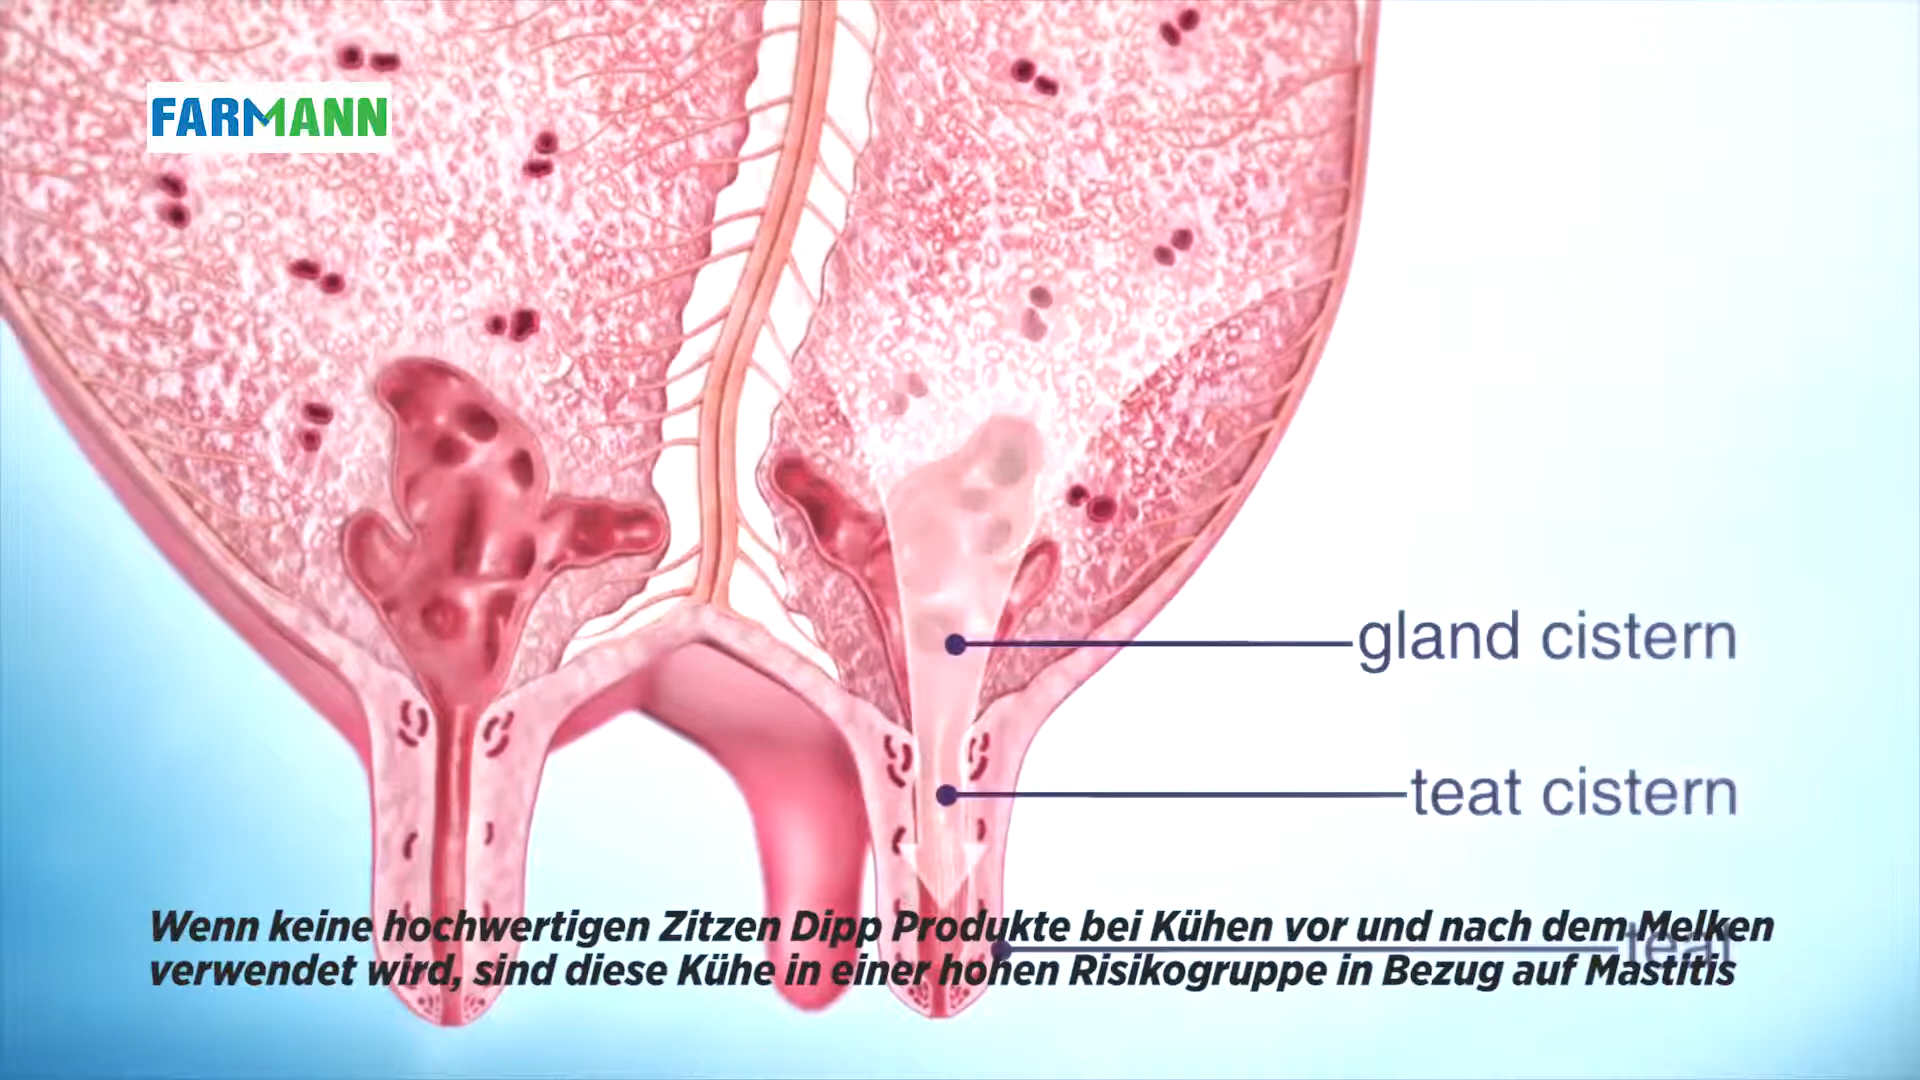 FARMANN
gland cistern
teat cistern
teat
Wenn keine hochwertigen Zitzen Dipp Produkte bei Kühen vor und nach dem Melken
verwendet wird, sind diese Kühe in einer hohen Risikogruppe in Bezug auf Mastitis